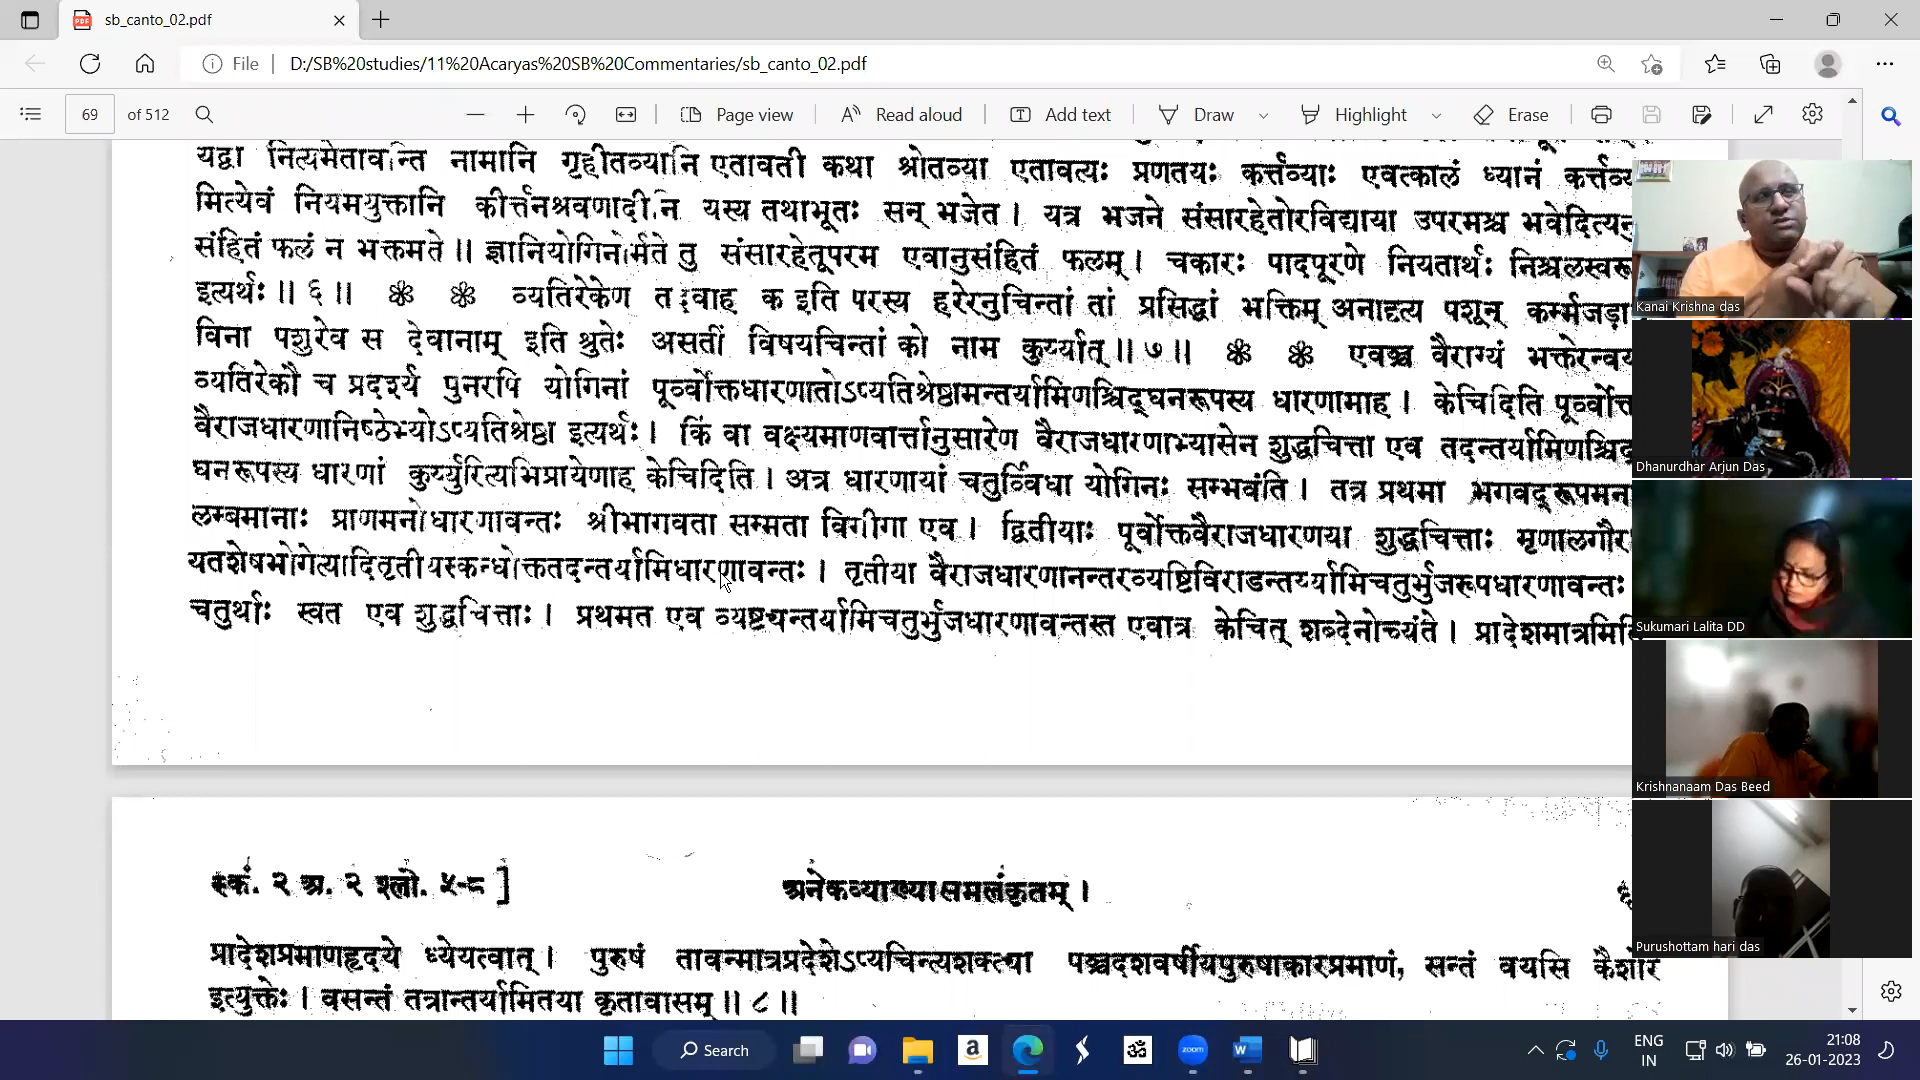 sb_canto_02.pdf
File
D:/SB%20studies/11%20Acaryas%20SB%20Commentaries/sb_canto_02.pdf
69 of 512
Page view
Read aloud
Add text
Draw
Highlight
Erase
यद्वा नित्यमेतावन्ति नामानि गृहीतव्यानि एतावती कथा श्रोतव्या एतावत्यः प्रणतयः कर्त्तव्याः एवत्कालं ध्यानं कर्त्तव्य
मित्येवं नियमयुक्तानि कीर्त्तनश्रवणादीनि यस्य तथाभूतः सन् भजेत। यत्र भजने संसारहेतोरविद्याया उपरमश्च भवेदित्यनु
संहितं फलं न भक्तमते॥ ज्ञानियोगिनोर्मते तु संसारहेतूपरम एवानुसंहितं फलम्। चकारः पादपूरणे नियतार्थः निश्चलस्वरू
इत्यर्थः॥ ६॥ व्यतिरेकेण तदेवाह क इति परस्य हरेरनुचिन्तां तां प्रसिद्धां भक्तिम् अनादृत्य पशून् कर्म्मजडा
विना पशुरेव स देवानाम् इति श्रुतेः असतीं विषयचिन्तां को नाम कुर्य्यात्॥ ७॥ एवञ्च वैराग्यं भक्तेरन्वय
व्यतिरेकौ च प्रदर्श्य पुनरपि योगिनां पूर्व्वोक्तधारणातोऽप्यतिश्रेष्ठामन्तर्यामिणश्चिद्घनरूपस्य धारणामाह। केचिदिति पूर्व्वोक्त
वैराजधारणानिष्ठेभ्योऽप्यतिश्रेष्ठा इत्यर्थः। किं वा वक्ष्यमाणवार्त्तानुसारेण वैराजधारणाभ्यासेन शुद्धचित्ता एव तदन्तर्यामिणश्चिद्
घनरूपस्य धारणां कुर्य्युरित्यभिप्रायेणाह केचिदिति। अत्र धारणायां चतुर्व्विधा योगिनः सम्भवंति। तत्र प्रथमा भगवद्रूपमन
लम्बमानाः प्राणमनोधारणावन्तः श्रीभागवता सम्मता विगीगा एव। द्वितीयाः पूर्वोक्तवैराजधारणया शुद्धचित्ताः मृणालगौर
यतशेषभोगेत्यादितृतीयस्कन्धोक्ततदन्तर्यामिधारणावन्तः। तृतीया वैराजधारणानन्तरव्यष्टिविराडन्तर्य्यामिचतुर्भुजरूपधारणावन्तः
चतुर्थाः स्वत एव शुद्धचित्ताः। प्रथमत एव व्यष्ट्यन्तर्यामिचतुर्भुजधारणावन्तस्त एवात्र केचित् शब्देनोच्यंते। प्रादेशमात्रमिति
स्कं. २ अ. २ श्लो. ५-८ ] अनेकव्याख्यासमलंकृतम्।
प्रादेशप्रमाणहृदये ध्येयत्वात्। पुरुषं तावन्मात्रप्रदेशेऽप्यचिन्त्यशक्त्या पञ्चदशवर्षीयपुरुषाकारप्रमाणं, सन्तं वयसि कैशोरे
इत्युक्तेः। वसन्तं तत्रान्तर्यामितया कृतावासम्॥ ८॥
Kanai Krishna das
Dhanurdhar Arjun Das
Sukumari Lalita DD
Krishnanaam Das Beed
Purushottam hari das
Search
zoom
ENG
IN
21:08
26-01-2023